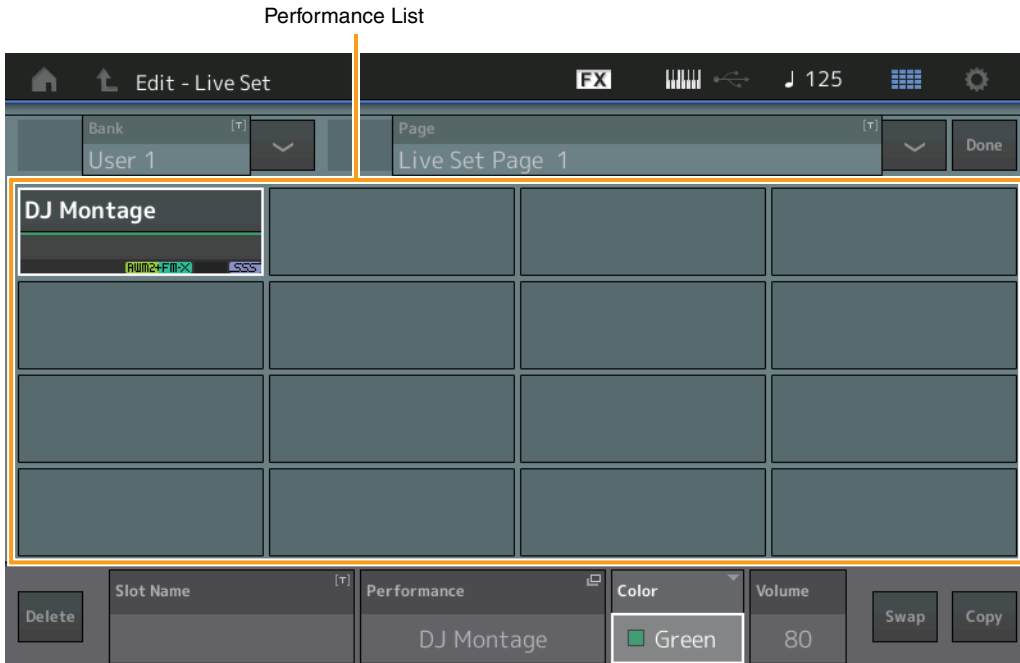 Performance List
Edit - Live Set
FX
125
Bank [T]
User 1
Page [T]
Live Set Page 1
Done
DJ Montage
AWM2+FM-X SSS
Delete
Slot Name [T]
Performance
DJ Montage
Color
Green
Volume
80
Swap
Copy